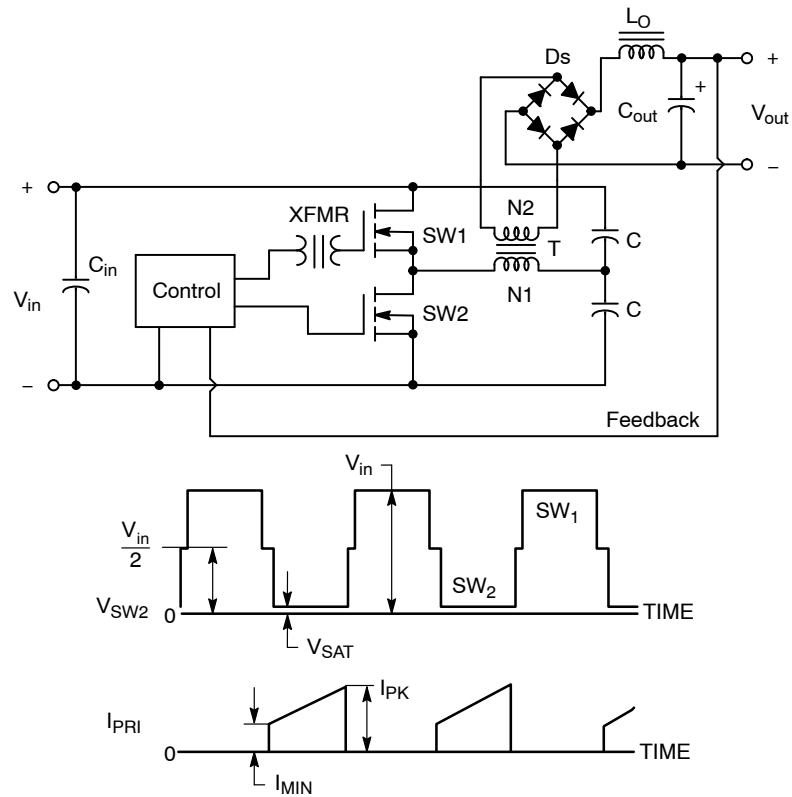 L_O
Ds
+
+
C_out
V_out
−
+
XFMR
N2
SW1
T
C
C_in
Control
V_in
N1
SW2
C
−
Feedback
V_in
SW_1
V_in
2
SW_2
V_SW2
0
TIME
V_SAT
I_PK
I_PRI
0
TIME
I_MIN